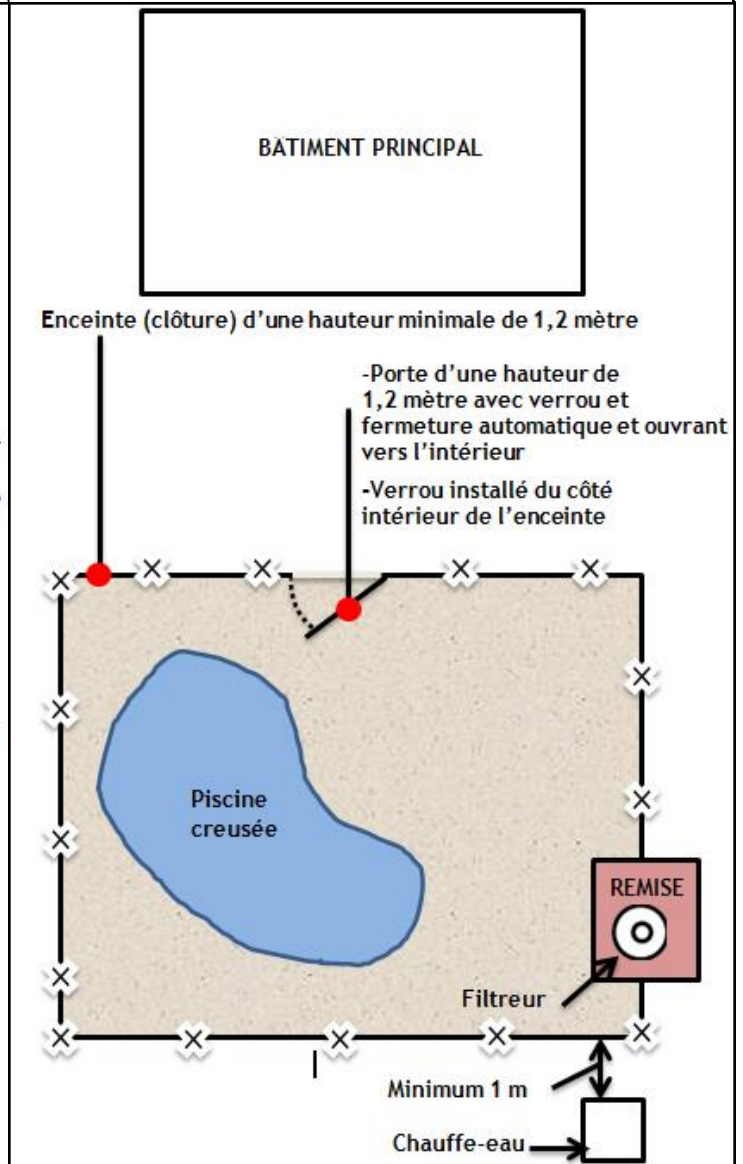 BÂTIMENT PRINCIPAL
Enceinte (clôture) d’une hauteur minimale de 1,2 mètre
-Porte d’une hauteur de
1,2 mètre avec verrou et
fermeture automatique et ouvrant
vers l’intérieur
-Verrou installé du côté
intérieur de l’enceinte
Piscine
creusée
REMISE
Filtreur
Minimum 1 m
Chauffe-eau